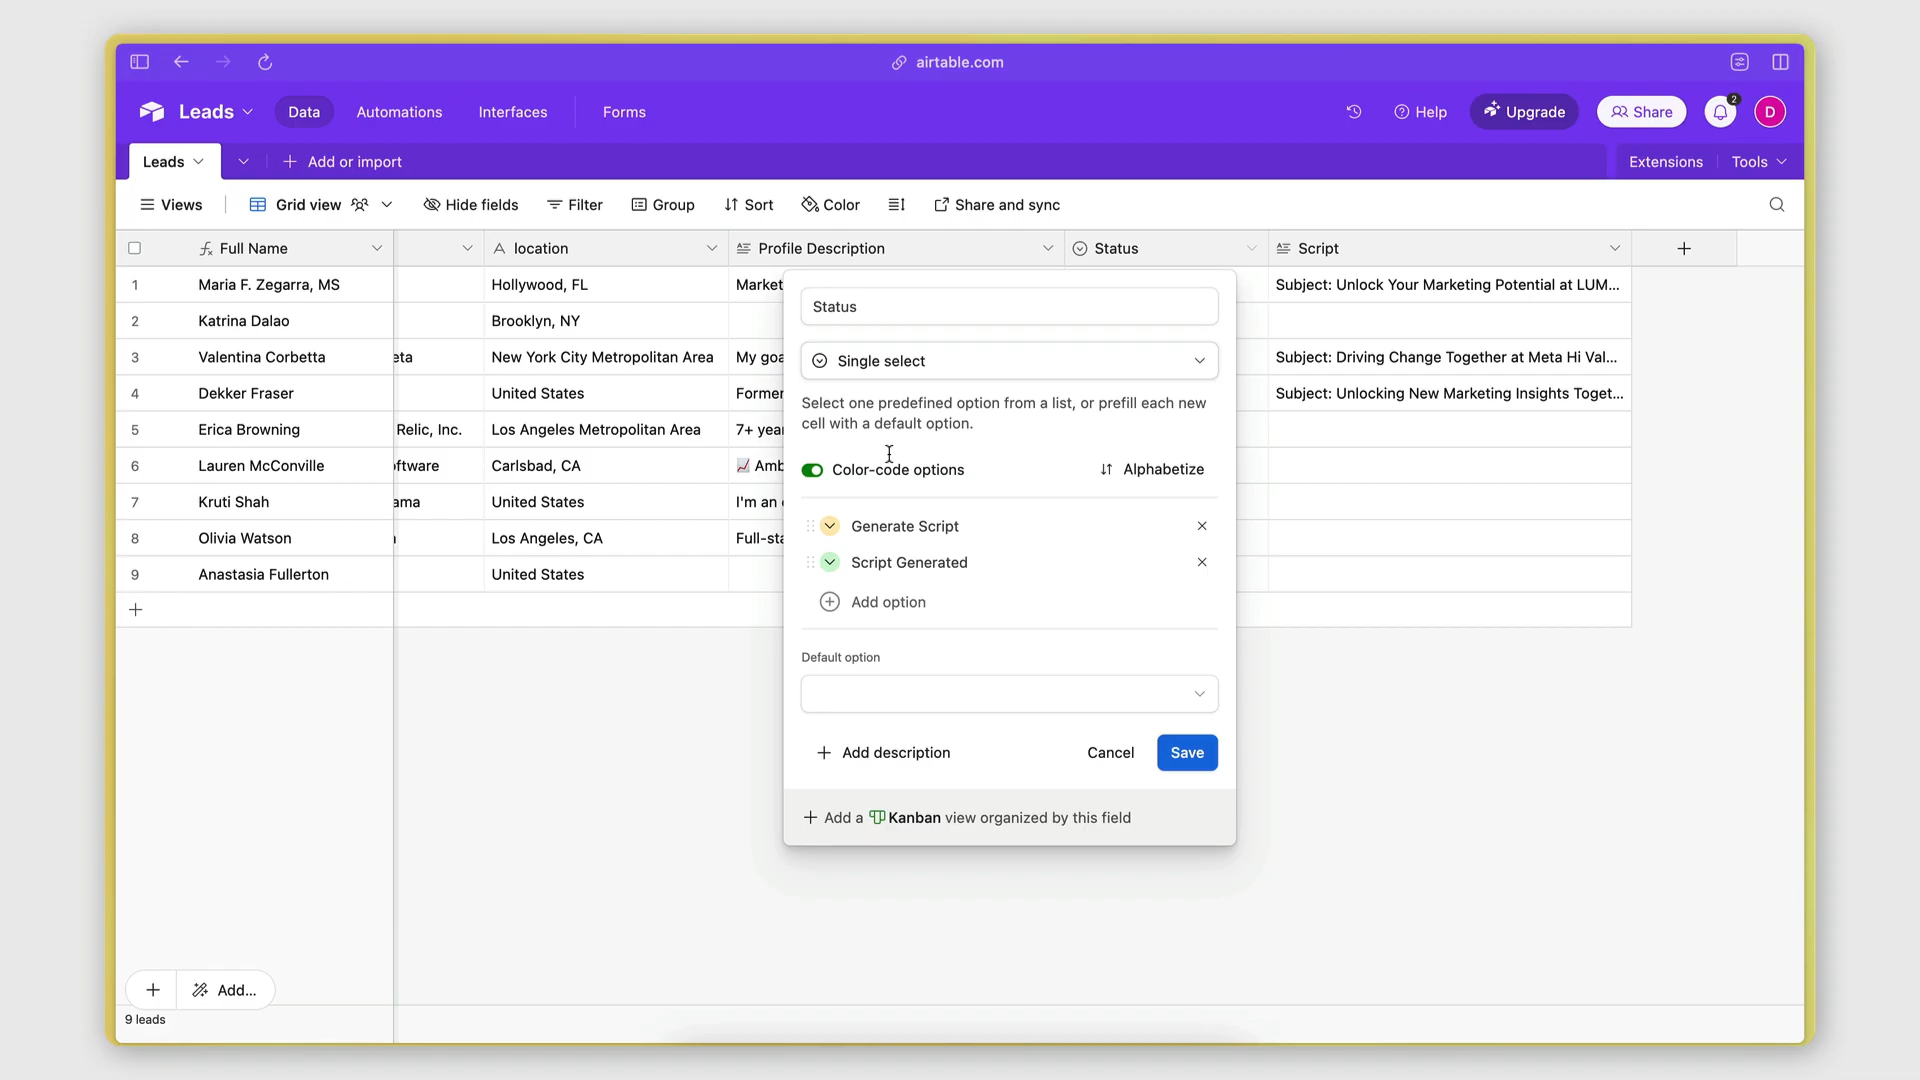 airtable.com
Leads
Data
Automations
Interfaces
Forms
Help
Upgrade
Share
2
D
Leads
Add or import
Extensions
Tools
Views
Grid view
Hide fields
Filter
Group
Sort
Color
Share and sync
Full Name
location
Profile Description
Status
Script
1 Maria F. Zegarra, MS Hollywood, FL Market Subject: Unlock Your Marketing Potential at LUM...
2 Katrina Dalao Brooklyn, NY
3 Valentina Corbetta eta New York City Metropolitan Area My goa Subject: Driving Change Together at Meta Hi Val...
4 Dekker Fraser United States Former Subject: Unlocking New Marketing Insights Toget...
5 Erica Browning Relic, Inc. Los Angeles Metropolitan Area 7+ year
6 Lauren McConville oftware Carlsbad, CA 📈 Amb
7 Kruti Shah ama United States I'm an
8 Olivia Watson Los Angeles, CA Full-sta
9 Anastasia Fullerton United States
Status
Single select
Select one predefined option from a list, or prefill each new
cell with a default option.
Color-code options
Alphabetize
Generate Script
Script Generated
Add option
Default option
Add description
Cancel
Save
Add a Kanban view organized by this field
Add...
9 leads